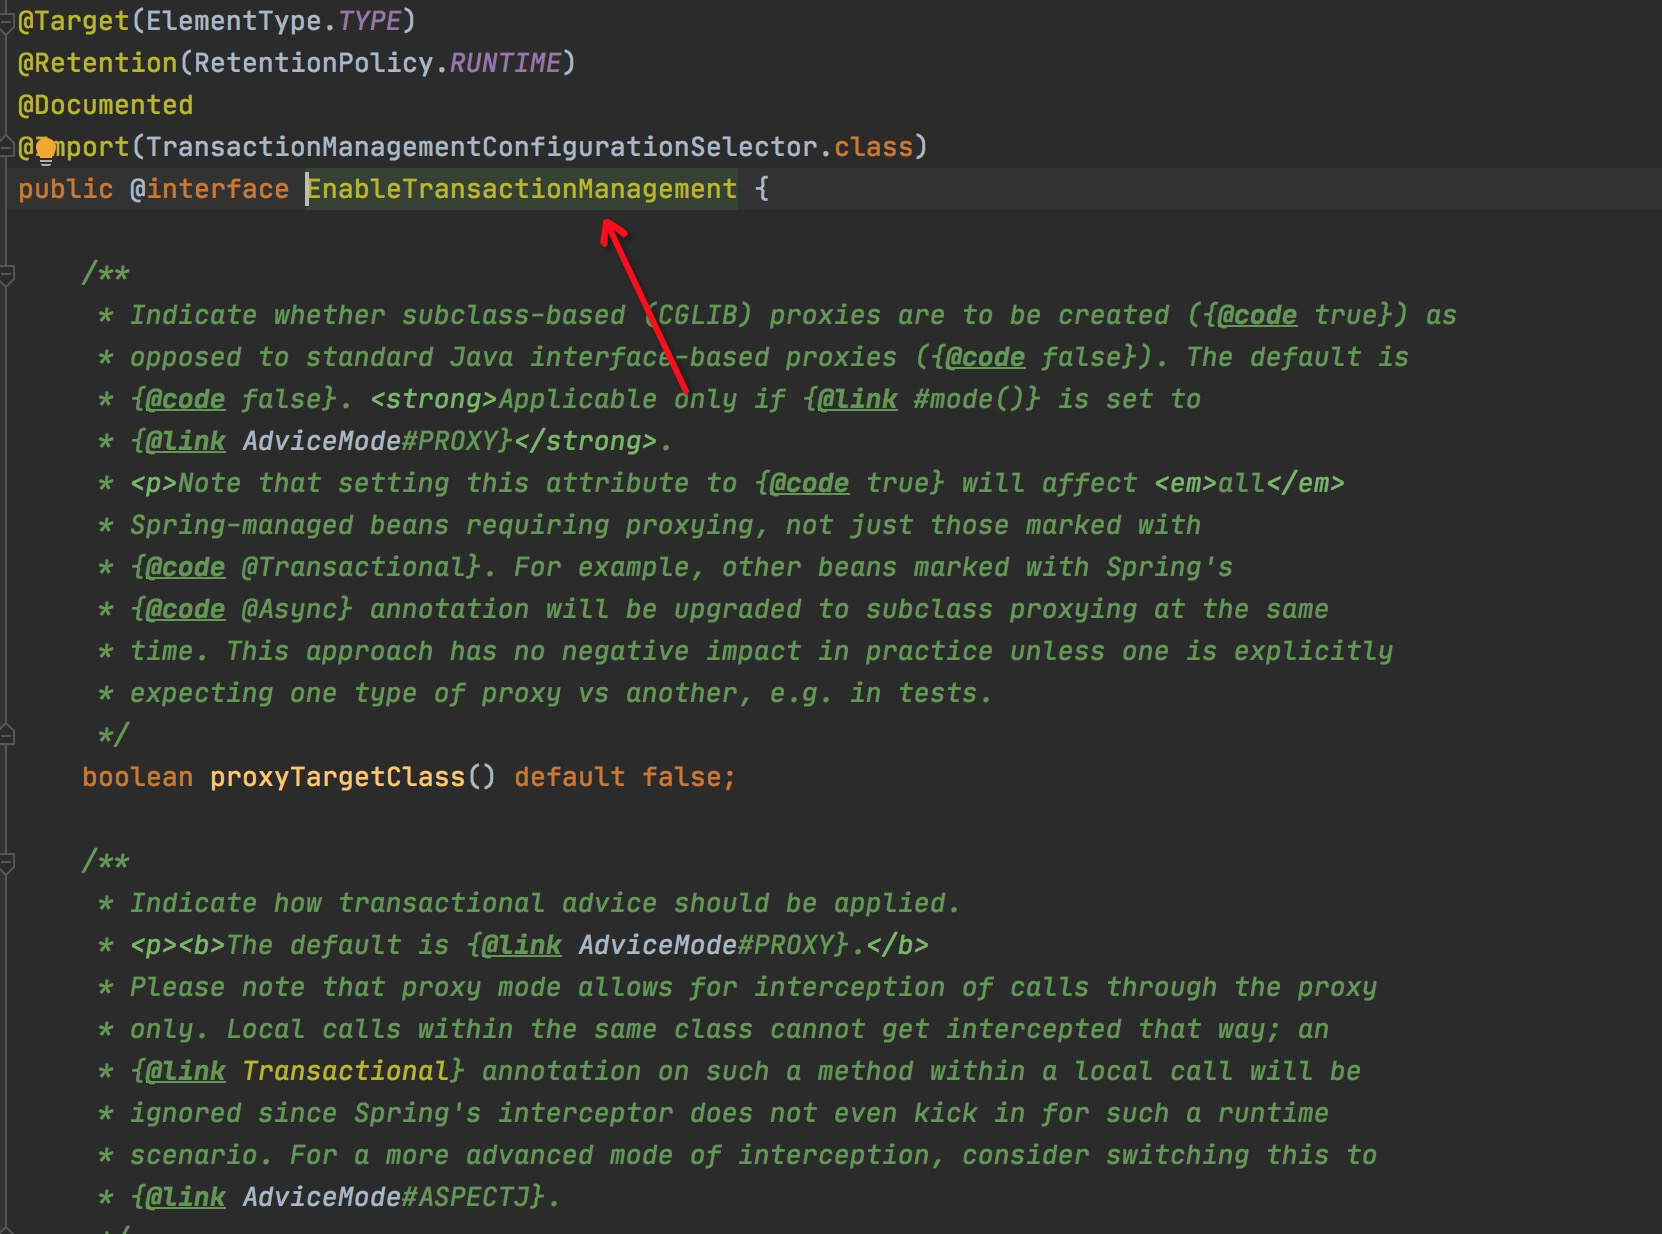 @Target(ElementType.TYPE)
@Retention(RetentionPolicy.RUNTIME)
@Documented
@Import(TransactionManagementConfigurationSelector.class)
public @interface EnableTransactionManagement {
/**
* Indicate whether subclass-based (CGLIB) proxies are to be created ({@code true}) as
* opposed to standard Java interface-based proxies ({@code false}). The default is
* {@code false}. <strong>Applicable only if {@link #mode()} is set to
* {@link AdviceMode#PROXY}</strong>.
* <p>Note that setting this attribute to {@code true} will affect <em>all</em>
* Spring-managed beans requiring proxying, not just those marked with
* {@code @Transactional}. For example, other beans marked with Spring's
* {@code @Async} annotation will be upgraded to subclass proxying at the same
* time. This approach has no negative impact in practice unless one is explicitly
* expecting one type of proxy vs another, e.g. in tests.
*/
boolean proxyTargetClass() default false;
/**
* Indicate how transactional advice should be applied.
* <p><b>The default is {@link AdviceMode#PROXY}.</b>
* Please note that proxy mode allows for interception of calls through the proxy
* only. Local calls within the same class cannot get intercepted that way; an
* {@link Transactional} annotation on such a method within a local call will be
* ignored since Spring's interceptor does not even kick in for such a runtime
* scenario. For a more advanced mode of interception, consider switching this to
* {@link AdviceMode#ASPECTJ}.